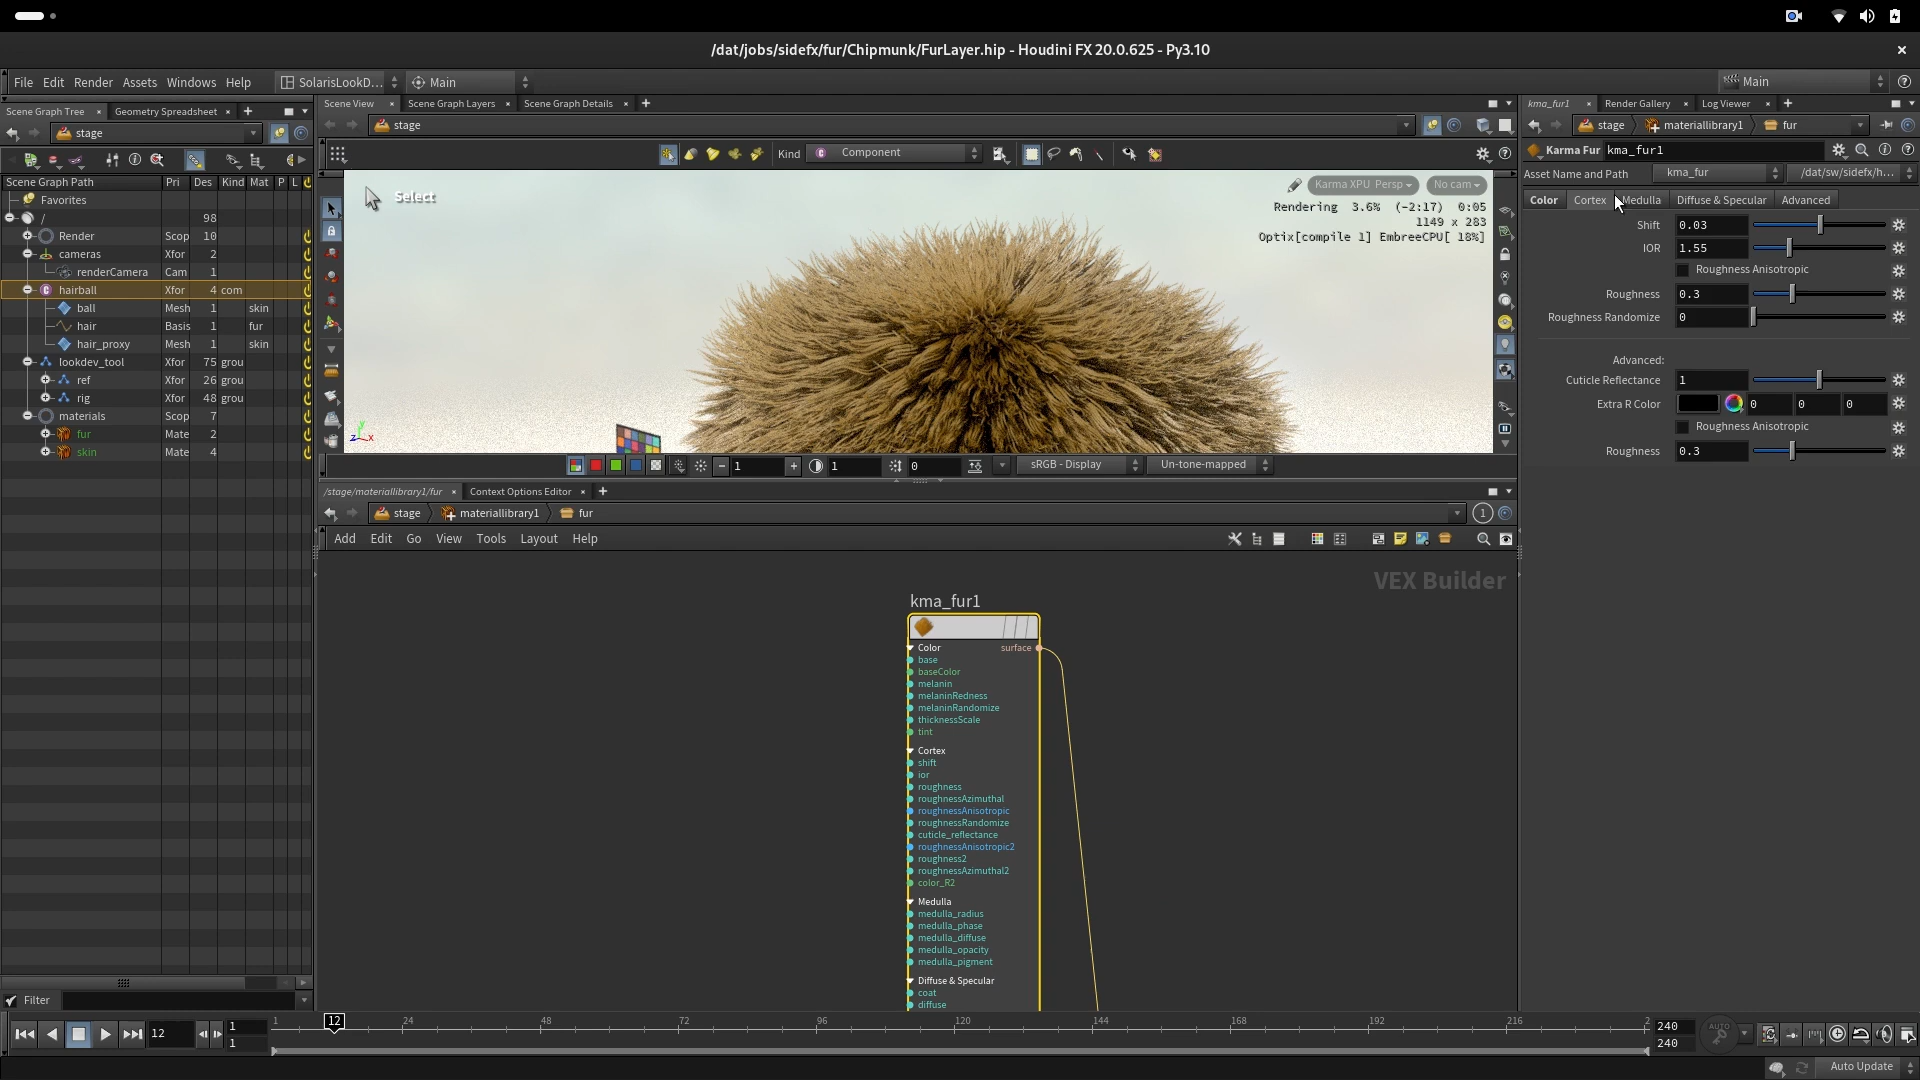 /dat/jobs/sidefx/fur/Chipmunk/FurLayer.hip - Houdini FX 20.0.625 - Py3.10
File Edit Render Assets Windows Help SolarisLookD... Main Main
Scene Graph Tree Geometry Spreadsheet
stage
Scene Graph Path Pri Des Kind Mat P L
Favorites
/ 98
Render Scop 10
cameras Xfor 2
renderCamera Cam 1
hairball Xfor 4 com
ball Mesh 1 skin
hair Basis 1 fur
hair_proxy Mesh 1 skin
lookdev_tool Xfor 75 grou
ref Xfor 26 grou
rig Xfor 48 grou
materials Scop 7
fur Mate 2
skin Mate 4
Filter
Scene View Scene Graph Layers Scene Graph Details
stage
Kind Component
Select
Karma XPU Persp No cam
Rendering 3.6% (-2:17) 0:05
1149 x 283
Optix[compile 1] EmbreeCPU[ 18%]
1 1 0 sRGB - Display Un-tone-mapped
/stage/materiallibrary1/fur Context Options Editor
stage materiallibrary1 fur 1
Add Edit Go View Tools Layout Help
VEX Builder
kma_fur1
Color surface
base
baseColor
melanin
melaninRedness
melaninRandomize
thicknessScale
tint
Cortex
shift
ior
roughness
roughnessAzimuthal
roughnessAnisotropic
roughnessRandomize
cuticle_reflectance
roughnessAnisotropic2
roughness2
roughnessAzimuthal2
color_R2
Medulla
medulla_radius
medulla_phase
medulla_diffuse
medulla_opacity
medulla_pigment
Diffuse & Specular
coat
diffuse
kma_fur1 Render Gallery Log Viewer
stage materiallibrary1 fur
Karma Fur kma_fur1
Asset Name and Path kma_fur /dat/sw/sidefx/h...
Color Cortex Medulla Diffuse & Specular Advanced
Shift 0.03
IOR 1.55
Roughness Anisotropic
Roughness 0.3
Roughness Randomize 0
Advanced:
Cuticle Reflectance 1
Extra R Color 0 0 0
Roughness Anisotropic
Roughness 0.3
12 1 1 1 12 24 48 72 96 120 144 168 192 216 2 240 240
AUTO
Auto Update